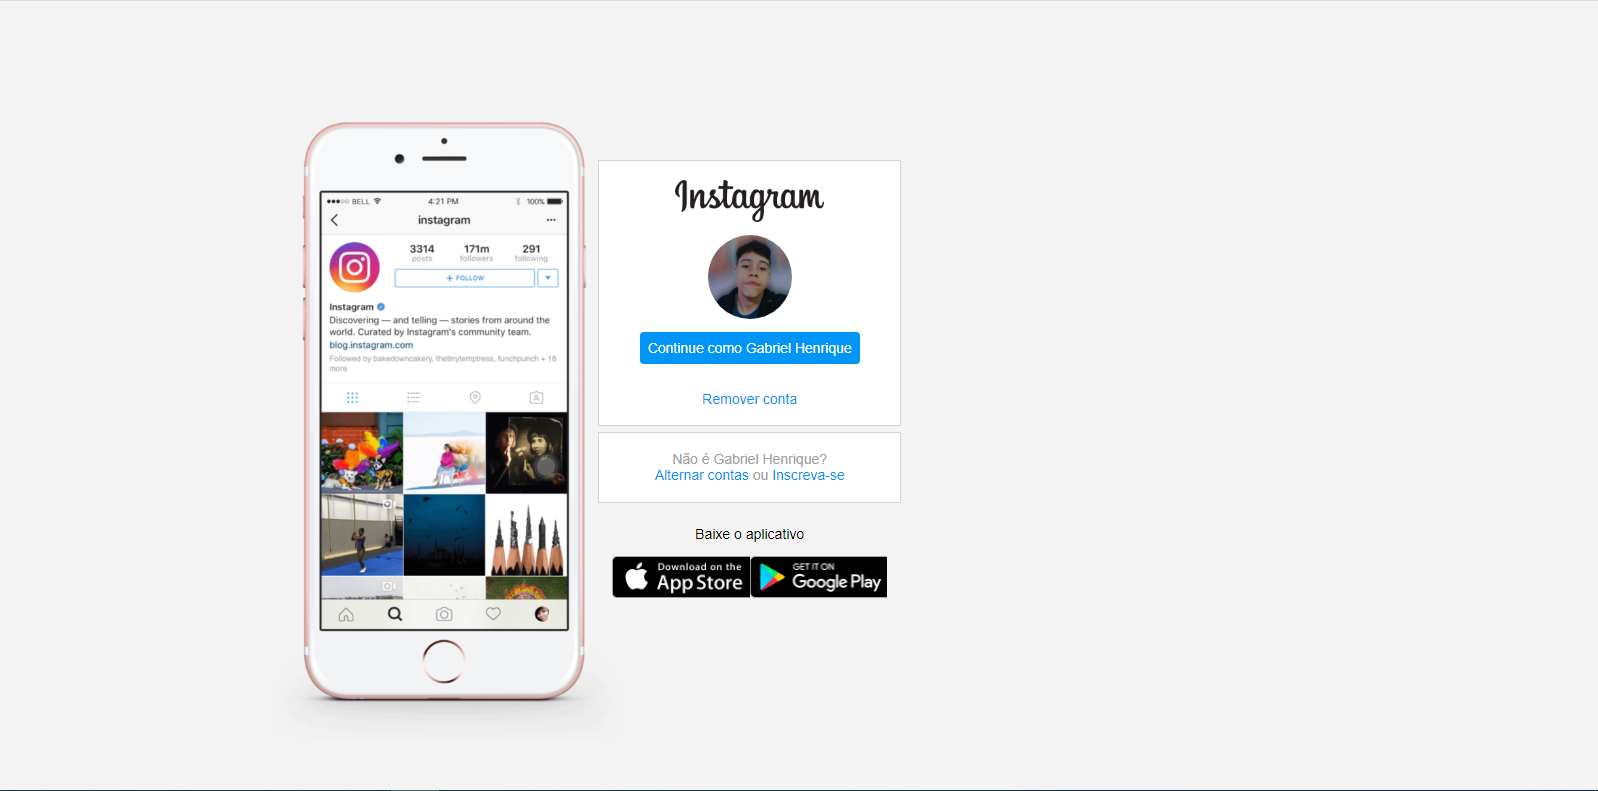 BELL
4:21 PM
100%
instagram
3314
posts
171m
followers
291
following
+ FOLLOW
Instagram
Discovering — and telling — stories from around the
world. Curated by Instagram's community team.
blog.instagram.com
Followed by bakedowncakery, thetinytemptress, funchpunch + 18
more
Instagram
Continue como Gabriel Henrique
Remover conta
Não é Gabriel Henrique?
Alternar contas ou Inscreva-se
Baixe o aplicativo
Download on the
App Store
GET IT ON
Google Play